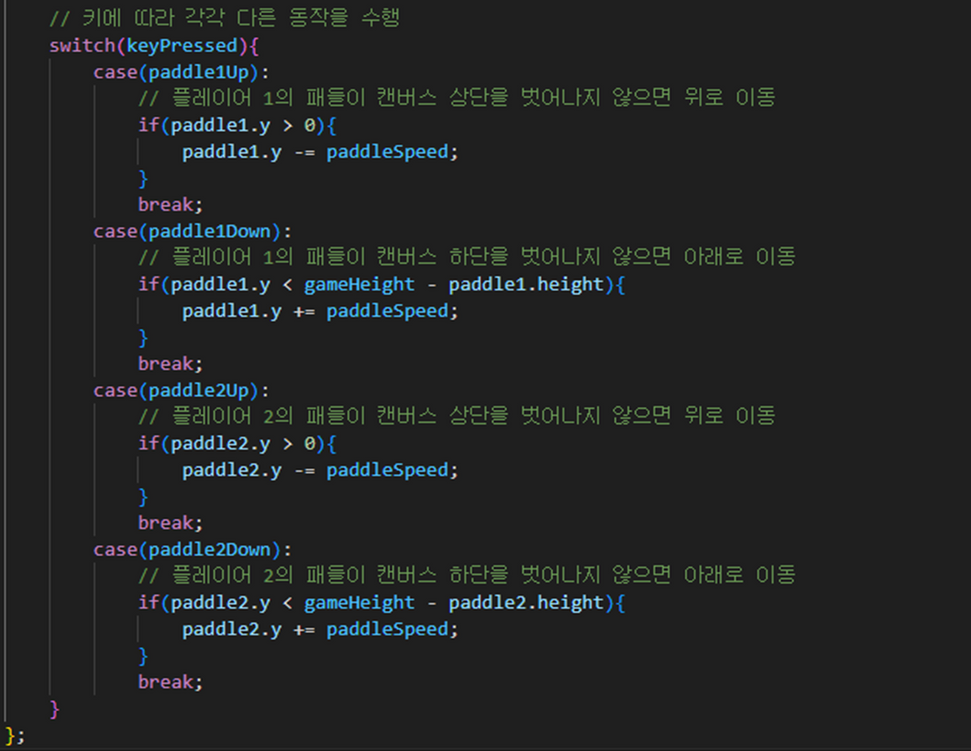 // 키에 따라 각각 다른 동작을 수행
switch(keyPressed){
case(paddle1Up):
// 플레이어 1의 패들이 캔버스 상단을 벗어나지 않으면 위로 이동
if(paddle1.y > 0){
paddle1.y -= paddleSpeed;
}
break;
case(paddle1Down):
// 플레이어 1의 패들이 캔버스 하단을 벗어나지 않으면 아래로 이동
if(paddle1.y < gameHeight - paddle1.height){
paddle1.y += paddleSpeed;
}
break;
case(paddle2Up):
// 플레이어 2의 패들이 캔버스 상단을 벗어나지 않으면 위로 이동
if(paddle2.y > 0){
paddle2.y -= paddleSpeed;
}
break;
case(paddle2Down):
// 플레이어 2의 패들이 캔버스 하단을 벗어나지 않으면 아래로 이동
if(paddle2.y < gameHeight - paddle2.height){
paddle2.y += paddleSpeed;
}
break;
}
};